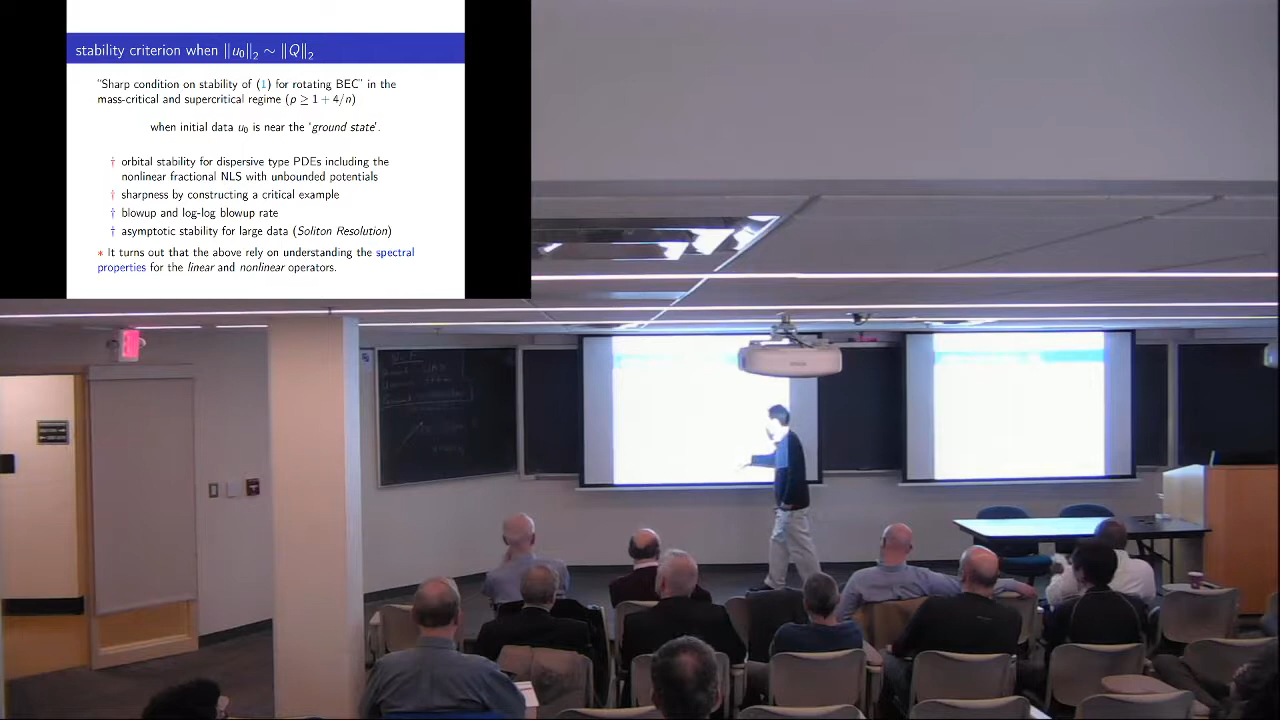 stability criterion when ‖u₀‖₂ ∼ ‖Q‖₂
"Sharp condition on stability of (1) for rotating BEC" in the
mass-critical and supercritical regime (p ≥ 1 + 4/n)
when initial data u₀ is near the 'ground state'.
† orbital stability for dispersive type PDEs including the
nonlinear fractional NLS with unbounded potentials
† sharpness by constructing a critical example
† blowup and log-log blowup rate
† asymptotic stability for large data (Soliton Resolution)
* It turns out that the above rely on understanding the spectral
properties for the linear and nonlinear operators.